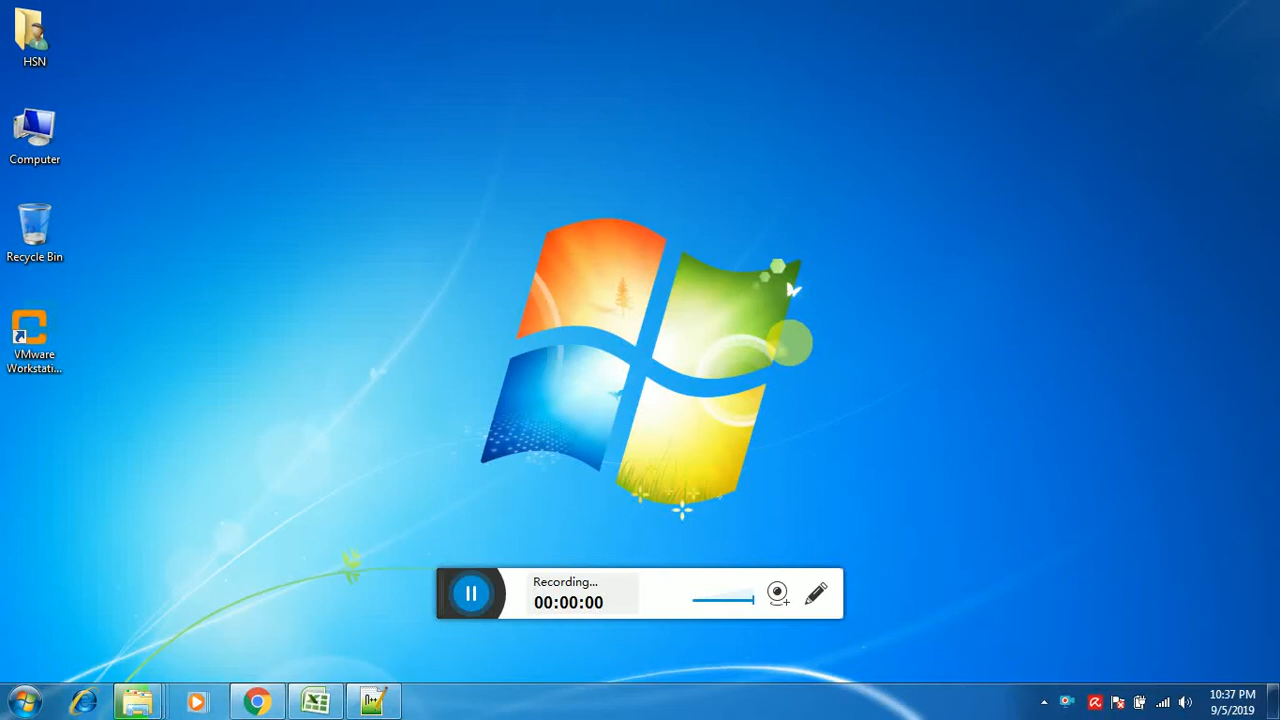 HSN
Computer
Recycle Bin
VMware
Workstati...
Recording...
00:00:00
10:37 PM
9/5/2019